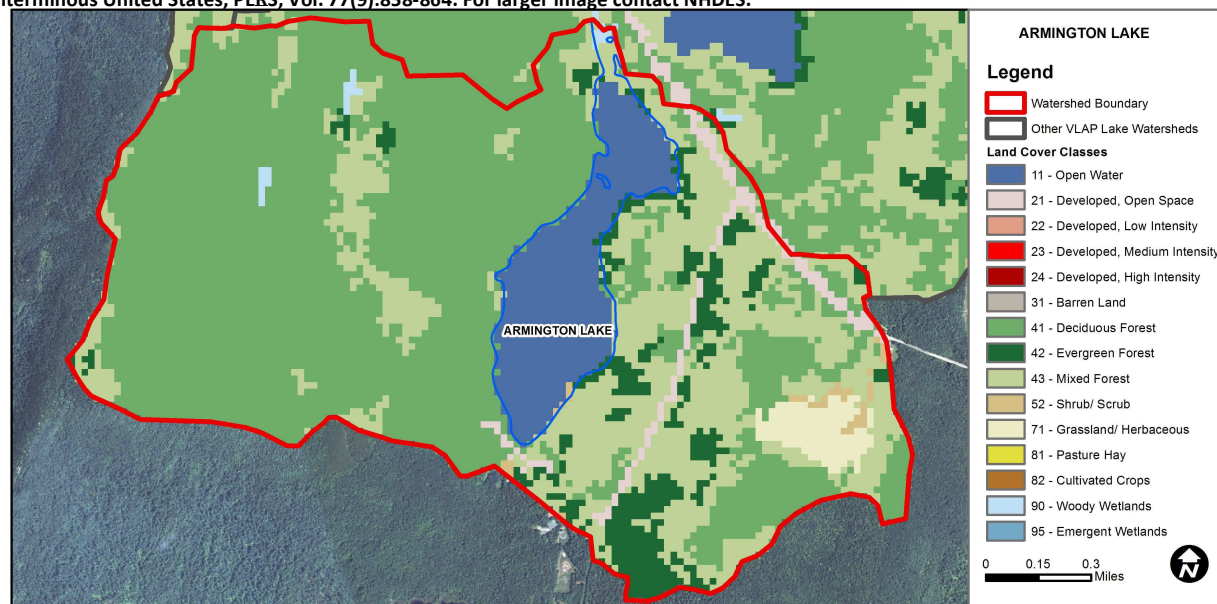 nterminous United States, PE&RS, Vol. 77(9):858-864. For larger image contact NHDES.
ARMINGTON LAKE
ARMINGTON LAKE
Legend
Watershed Boundary
Other VLAP Lake Watersheds
Land Cover Classes
11 - Open Water
21 - Developed, Open Space
22 - Developed, Low Intensity
23 - Developed, Medium Intensity
24 - Developed, High Intensity
31 - Barren Land
41 - Deciduous Forest
42 - Evergreen Forest
43 - Mixed Forest
52 - Shrub/ Scrub
71 - Grassland/ Herbaceous
81 - Pasture Hay
82 - Cultivated Crops
90 - Woody Wetlands
95 - Emergent Wetlands
0 0.15 0.3
Miles
N